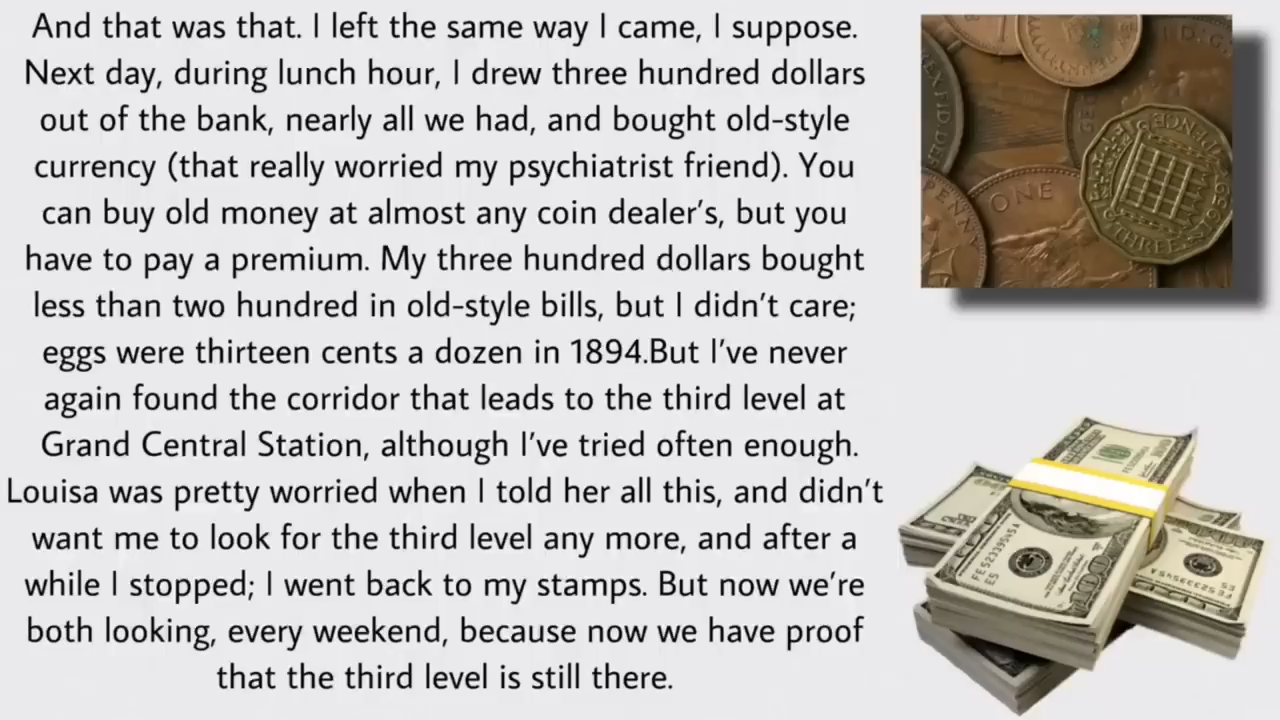 And that was that. I left the same way I came, I suppose.
Next day, during lunch hour, I drew three hundred dollars
out of the bank, nearly all we had, and bought old-style
currency (that really worried my psychiatrist friend). You
can buy old money at almost any coin dealer's, but you
have to pay a premium. My three hundred dollars bought
less than two hundred in old-style bills, but I didn't care;
eggs were thirteen cents a dozen in 1894.But I've never
again found the corridor that leads to the third level at
Grand Central Station, although I've tried often enough.
Louisa was pretty worried when I told her all this, and didn't
want me to look for the third level any more, and after a
while I stopped; I went back to my stamps. But now we're
both looking, every weekend, because now we have proof
that the third level is still there.
ONE
PENNY
THREE
PENCE
100